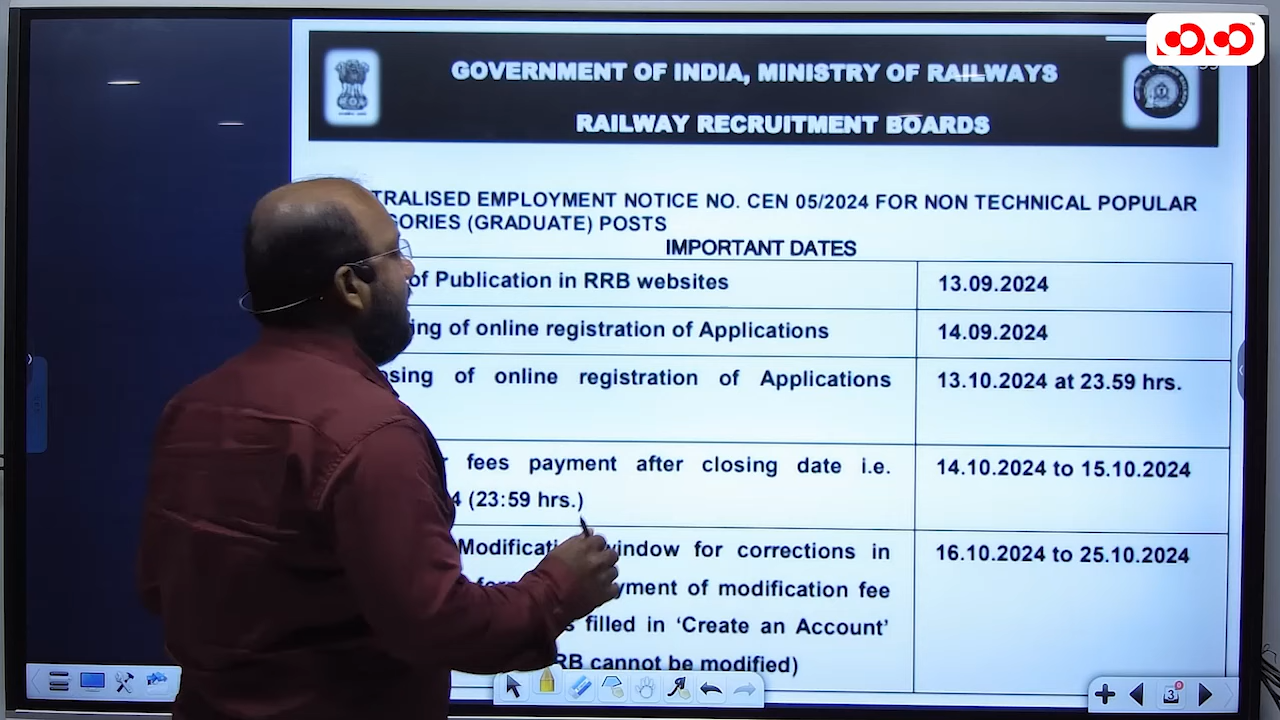 GOVERNMENT OF INDIA, MINISTRY OF RAILWAYS
RAILWAY RECRUITMENT BOARDS
TRALISED EMPLOYMENT NOTICE NO. CEN 05/2024 FOR NON TECHNICAL POPULAR
GORIES (GRADUATE) POSTS
IMPORTANT DATES
of Publication in RRB websites 13.09.2024
ing of online registration of Applications 14.09.2024
osing of online registration of Applications 13.10.2024 at 23.59 hrs.
fees payment after closing date i.e. 14.10.2024 to 15.10.2024
4 (23:59 hrs.)
Modificati window for corrections in 16.10.2024 to 25.10.2024
yment of modification fee
filled in ‘Create an Account’
RB cannot be modified)
3